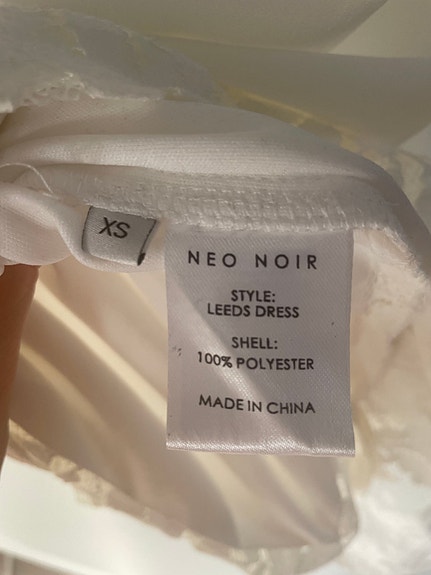 XS
NEO NOIR
STYLE:
LEEDS DRESS
SHELL:
100% POLYESTER
MADE IN CHINA